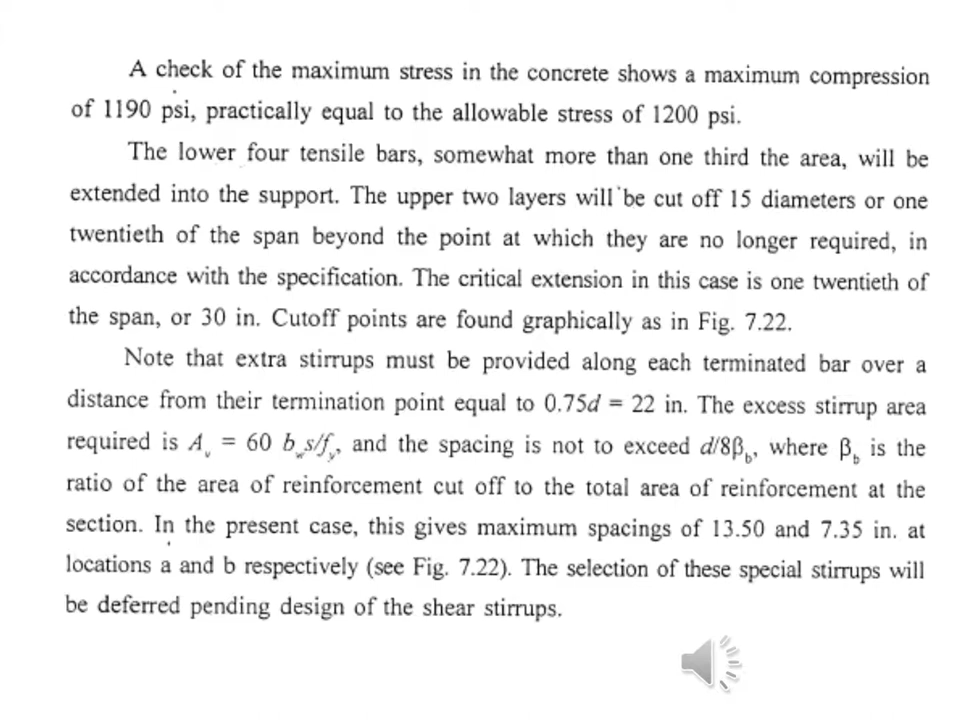 A check of the maximum stress in the concrete shows a maximum compression
of 1190 psi, practically equal to the allowable stress of 1200 psi.
The lower four tensile bars, somewhat more than one third the area, will be
extended into the support. The upper two layers will be cut off 15 diameters or one
twentieth of the span beyond the point at which they are no longer required, in
accordance with the specification. The critical extension in this case is one twentieth of
the span, or 30 in. Cutoff points are found graphically as in Fig. 7.22.
Note that extra stirrups must be provided along each terminated bar over a
distance from their termination point equal to 0.75d = 22 in. The excess stirrup area
required is Aᵥ = 60 b_w s/f_y, and the spacing is not to exceed d/8β_b, where β_b is the
ratio of the area of reinforcement cut off to the total area of reinforcement at the
section. In the present case, this gives maximum spacings of 13.50 and 7.35 in. at
locations a and b respectively (see Fig. 7.22). The selection of these special stirrups will
be deferred pending design of the shear stirrups.